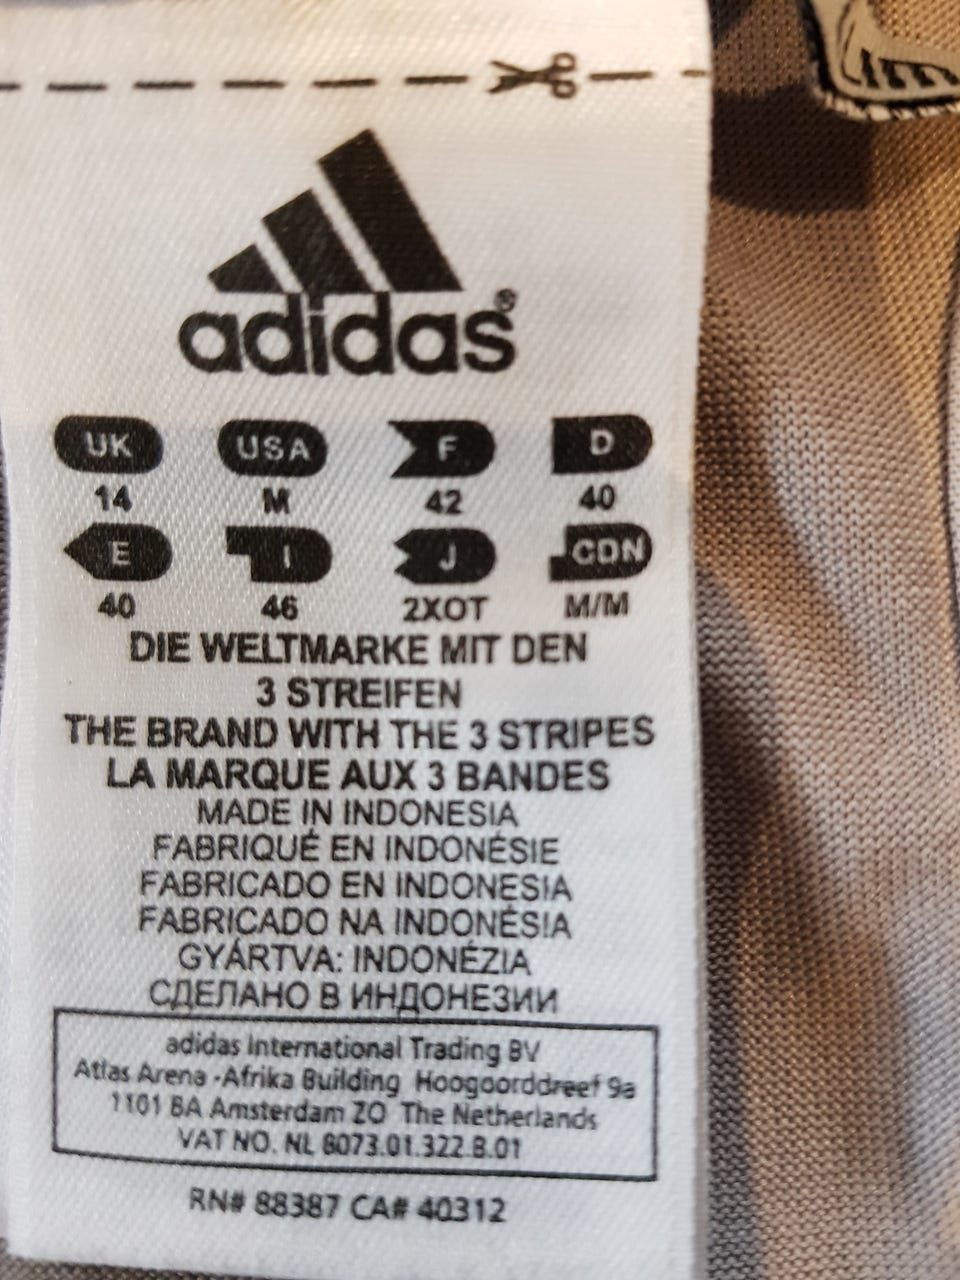 adidas®
UK USA F D
14 M 42 40
E I J CDN
40 46 2XOT M/M
DIE WELTMARKE MIT DEN
3 STREIFEN
THE BRAND WITH THE 3 STRIPES
LA MARQUE AUX 3 BANDES
MADE IN INDONESIA
FABRIQUÉ EN INDONÉSIE
FABRICADO EN INDONESIA
FABRICADO NA INDONÉSIA
GYÁRTVA: INDONÉZIA
СДЕЛАНО В ИНДОНЕЗИИ
adidas International Trading BV
Atlas Arena -Afrika Building Hoogoorddreef 9a
1101 BA Amsterdam ZO The Netherlands
VAT NO. NL 8073.01.322.B.01
RN# 88387 CA# 40312